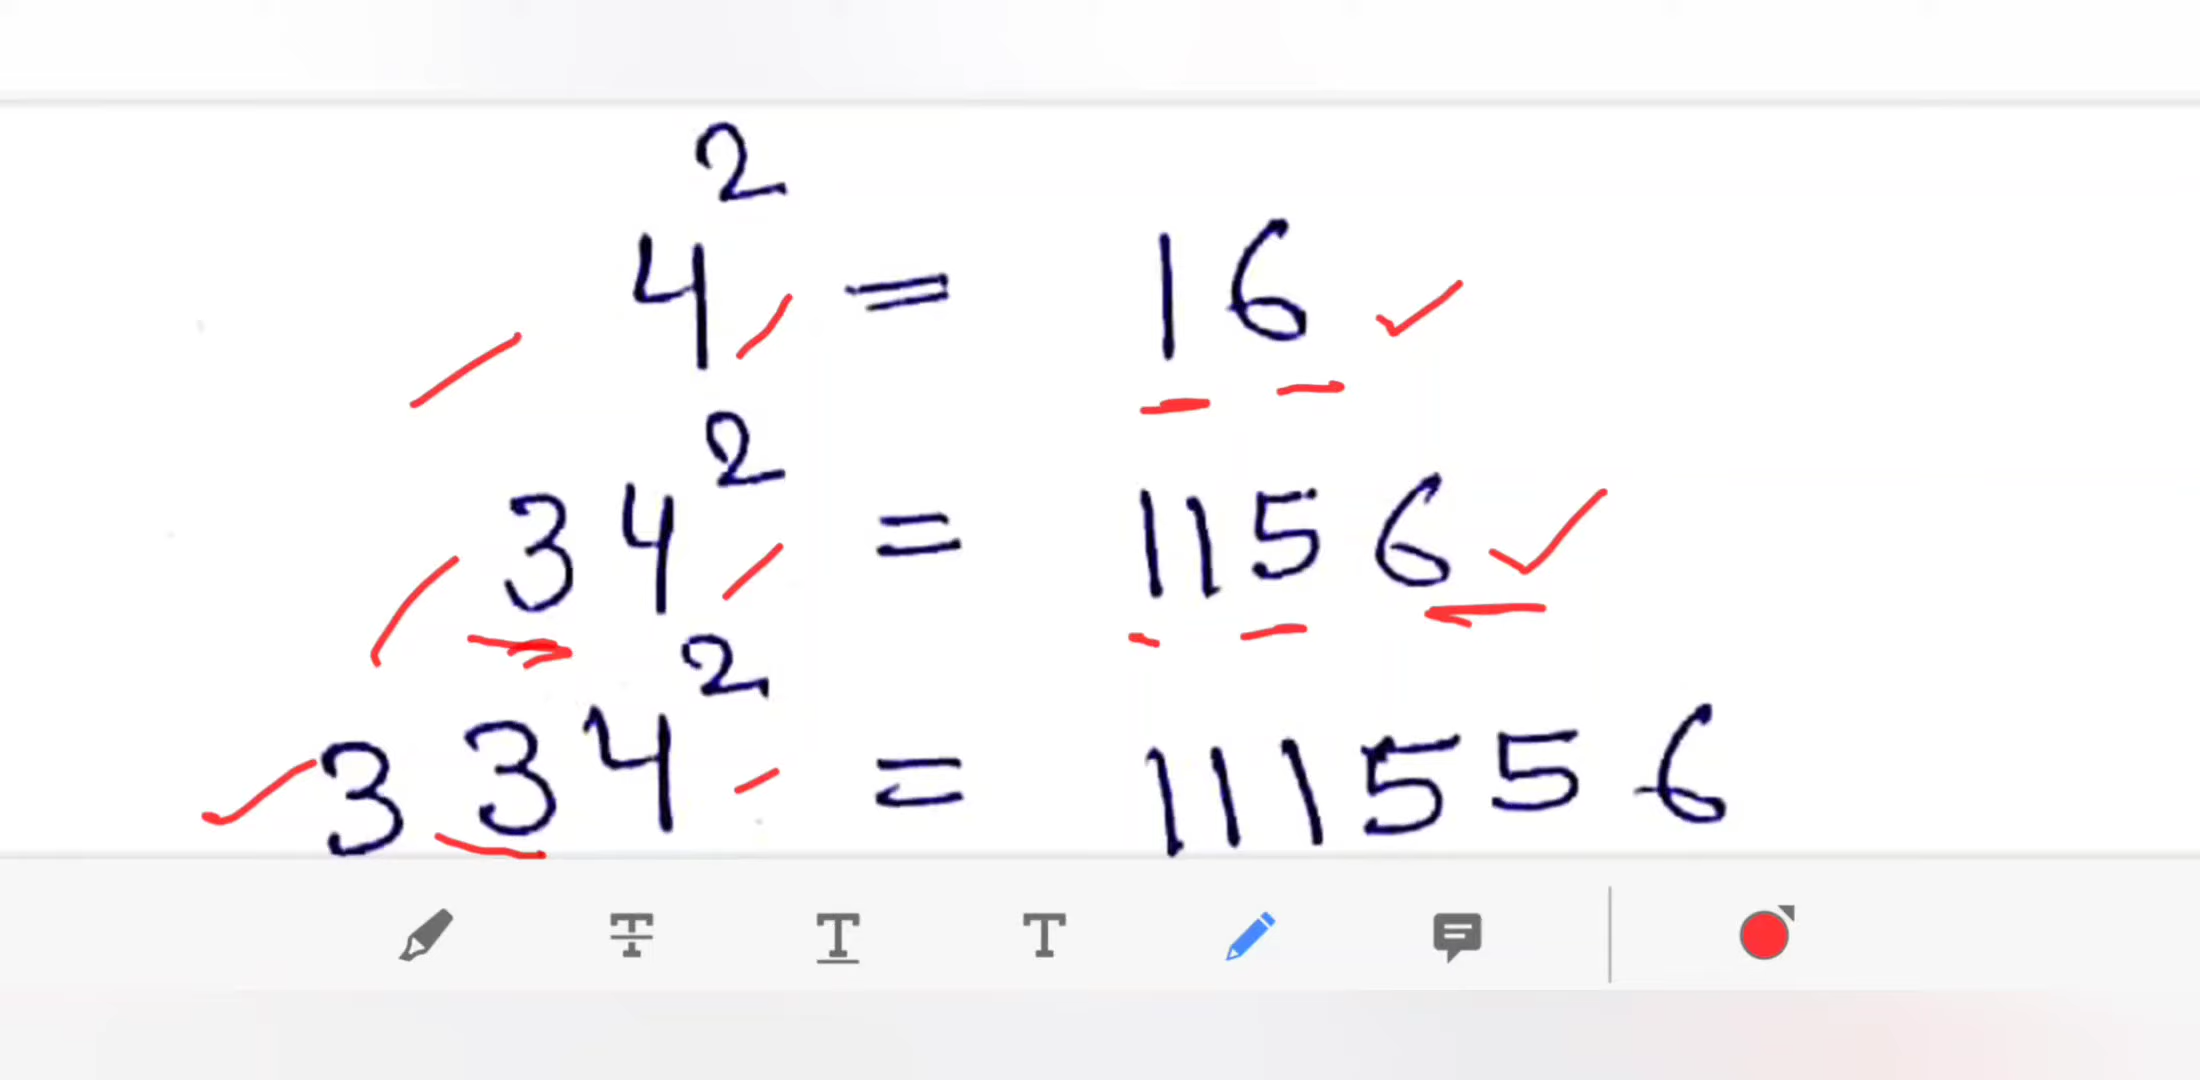 4² = 16
34² = 1156
334² = 111556
T T T